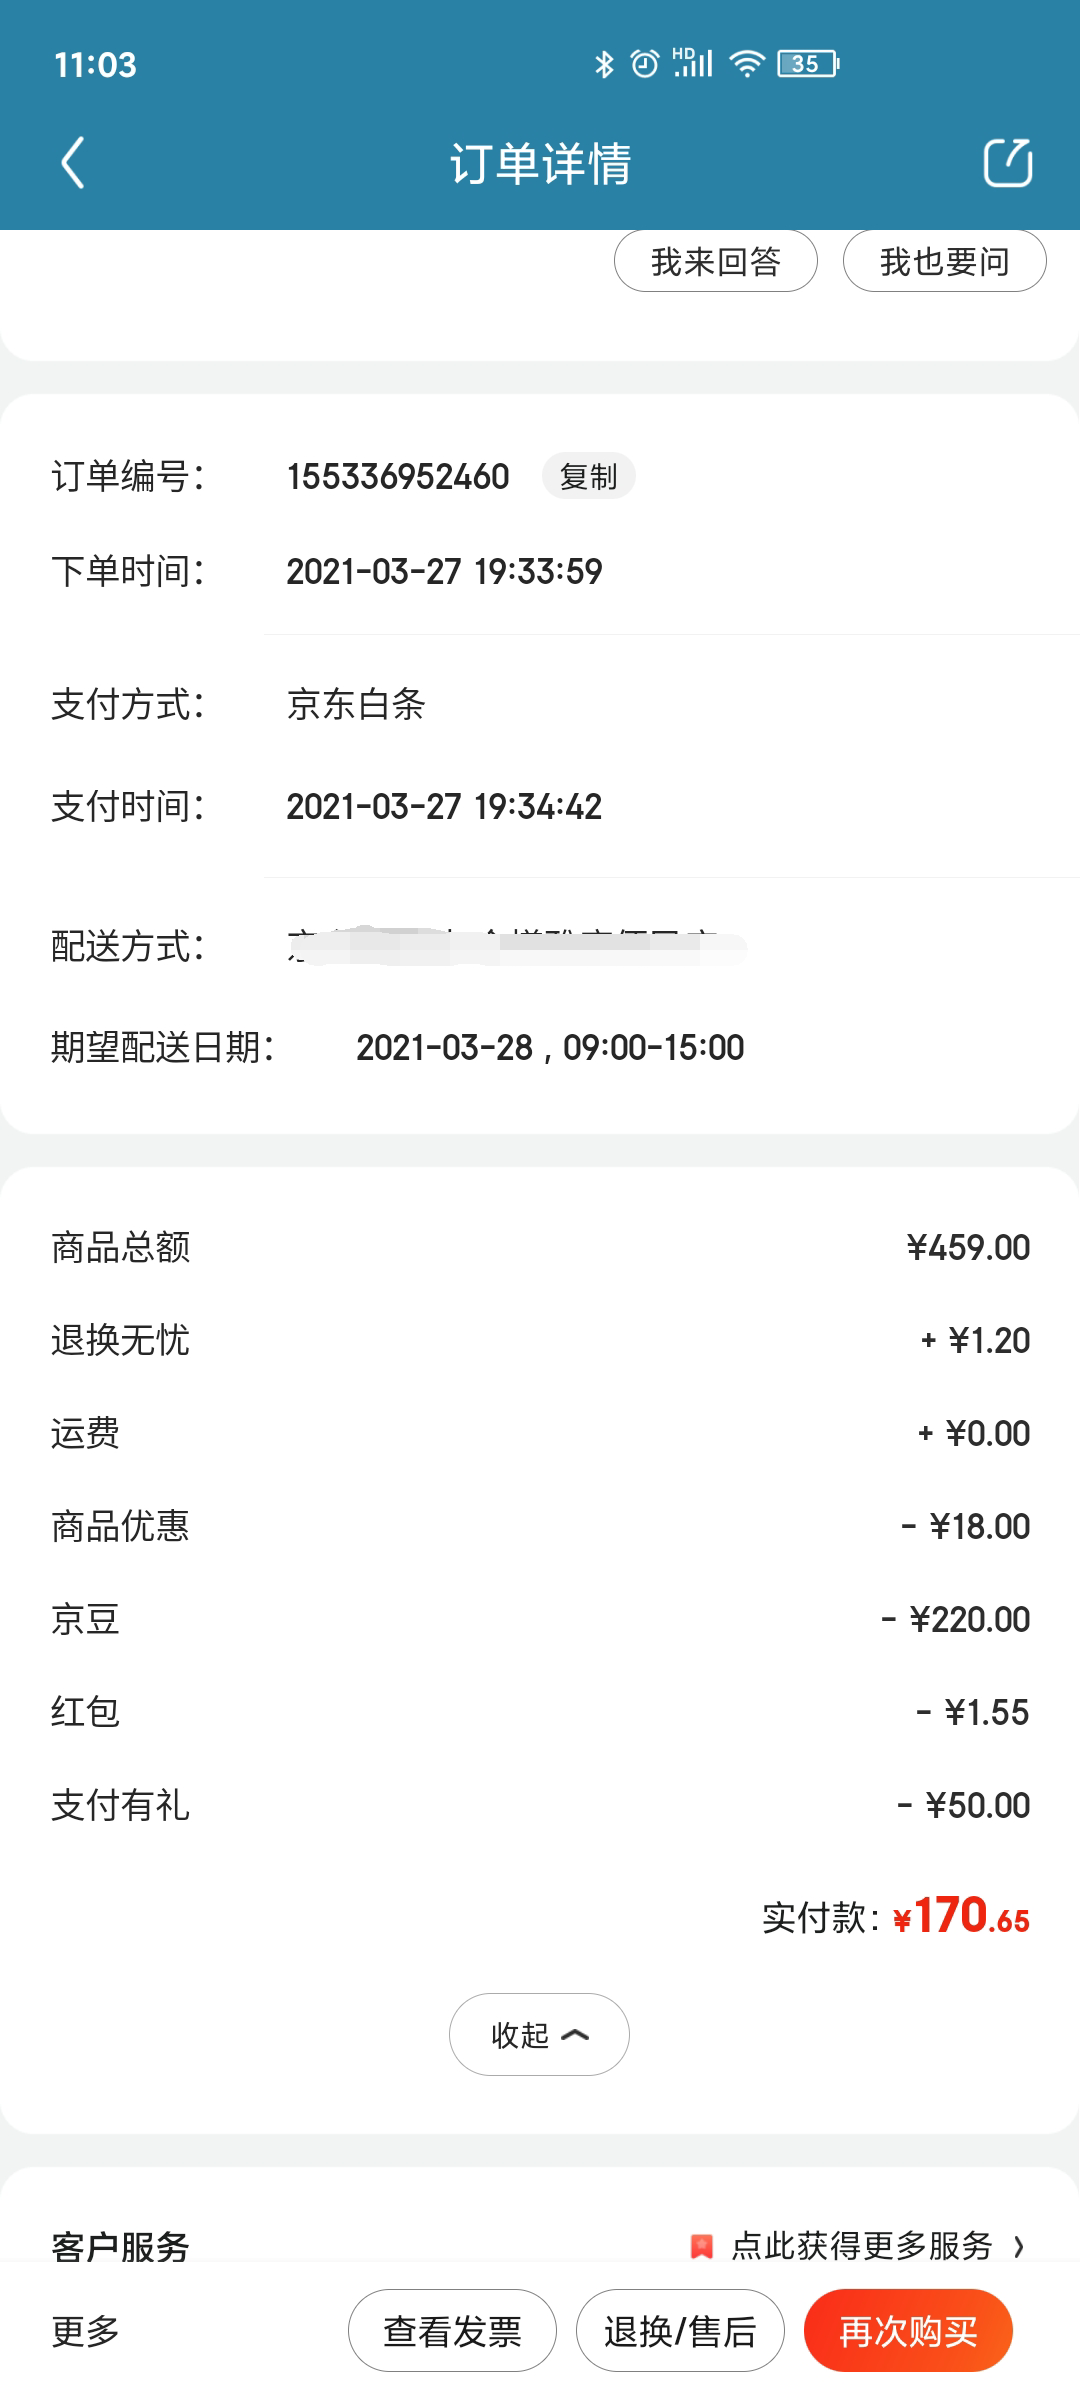 11:03
HD
35
订单详情
我来回答 我也要问
订单编号： 155336952460 复制
下单时间： 2021-03-27 19:33:59
支付方式： 京东白条
支付时间： 2021-03-27 19:34:42
配送方式：
期望配送日期： 2021-03-28 , 09:00-15:00
商品总额 ¥459.00
退换无忧 + ¥1.20
运费 + ¥0.00
商品优惠 - ¥18.00
京豆 - ¥220.00
红包 - ¥1.55
支付有礼 - ¥50.00
实付款: ¥170.65
收起
客户服务 点此获得更多服务
更多 查看发票 退换/售后 再次购买